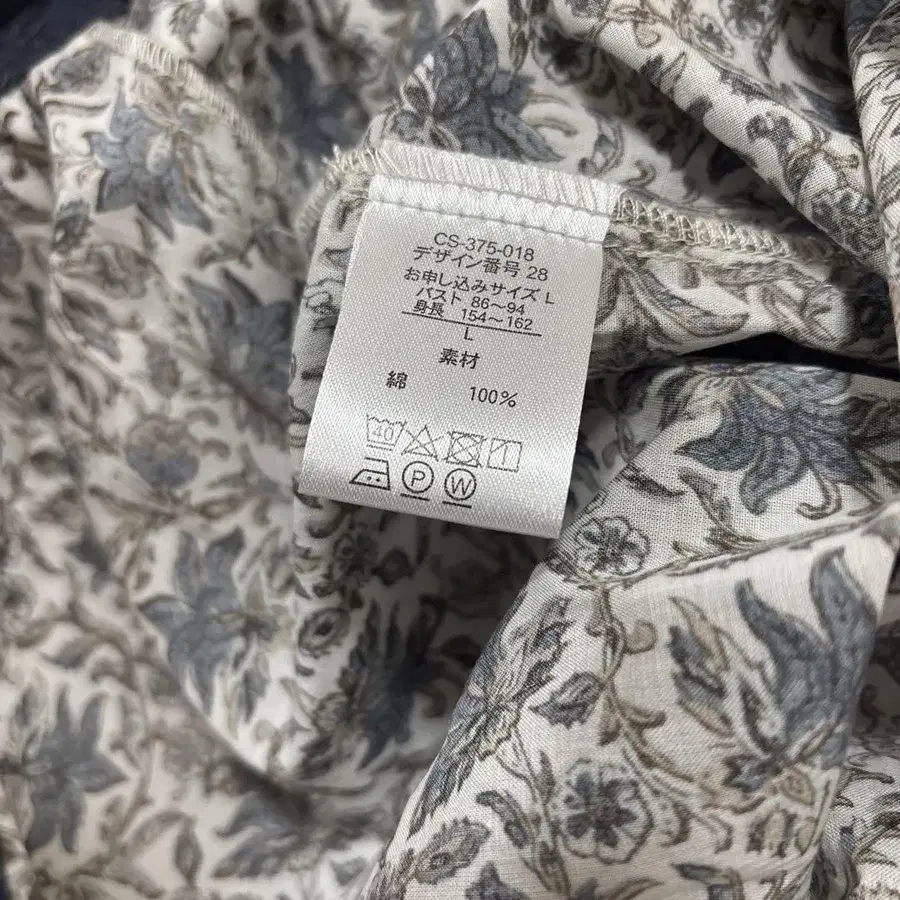 CS-375-018
デザイン番号 28
お申し込みサイズ L
バスト 86～94
身長 154～162
L
素材
綿 100%
40
P W